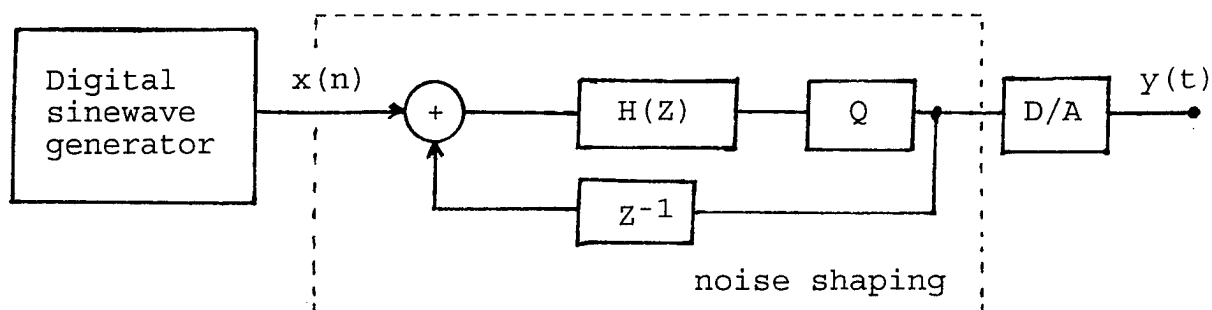 Digital
sinewave
generator
x(n)
+
H(Z)
Q
D/A
y(t)
Z-1
noise shaping